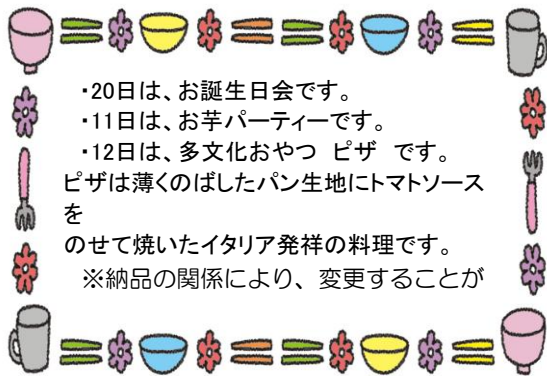 ・20日は、お誕生日会です。
・11日は、お芋パーティーです。
・12日は、多文化おやつ　ピザ　です。
ピザは薄くのばしたパン生地にトマトソース
を
のせて焼いたイタリア発祥の料理です。
※納品の関係により、変更することが